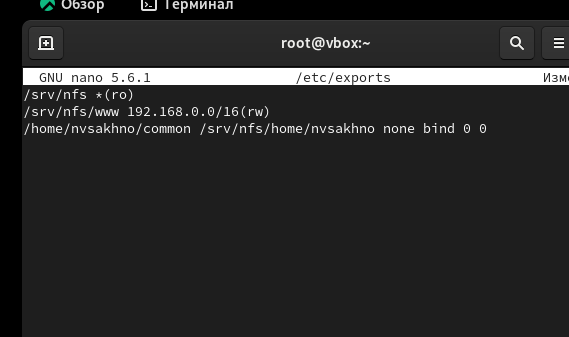 Обзор Терминал
root@vbox:~
GNU nano 5.6.1 /etc/exports Изме
/srv/nfs *(ro)
/srv/nfs/www 192.168.0.0/16(rw)
/home/nvsakhno/common /srv/nfs/home/nvsakhno none bind 0 0